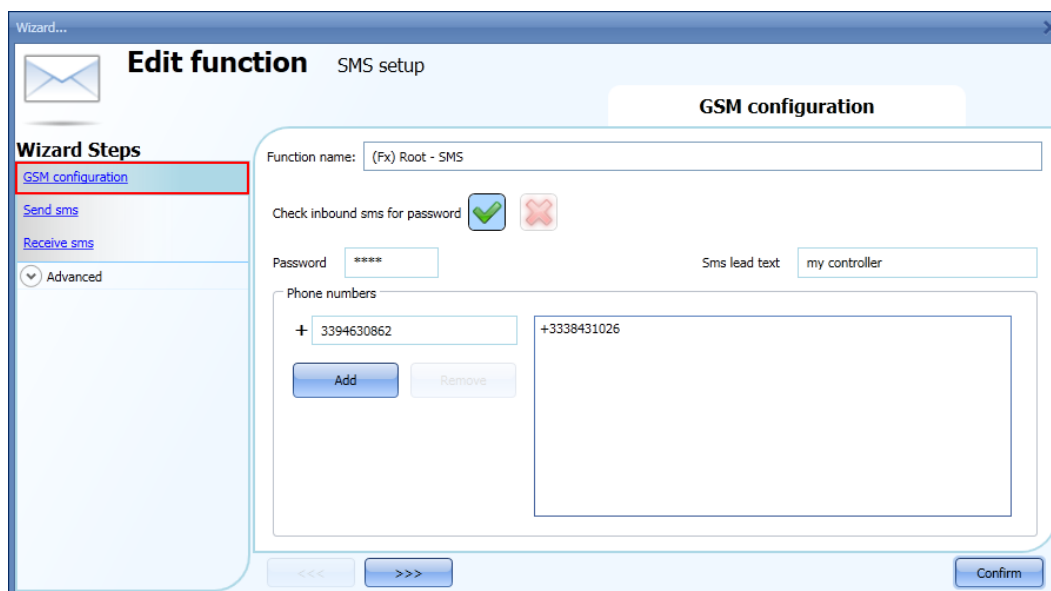 Wizard...
Edit function SMS setup
GSM configuration
Wizard Steps
GSM configuration
Send sms
Receive sms
Advanced
Function name: (Fx) Root - SMS
Check inbound sms for password
Password **** Sms lead text my controller
Phone numbers
+ 3394630862
+3338431026
Add Remove
<<< >>> Confirm